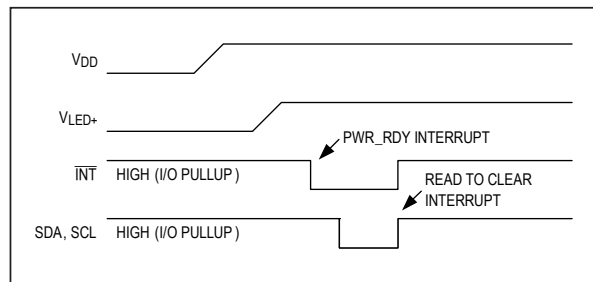 VDD
VLED+
PWR_RDY INTERRUPT
INT HIGH (I/O PULLUP)
READ TO CLEAR
INTERRUPT
SDA, SCL HIGH (I/O PULLUP)